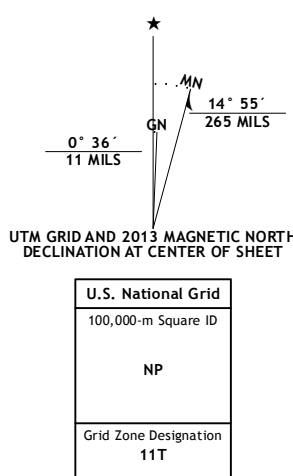 ★
MN
GN
14° 55´
265 MILS
0° 36´
11 MILS
UTM GRID AND 2013 MAGNETIC NORTH
DECLINATION AT CENTER OF SHEET
U.S. National Grid
100,000-m Square ID
NP
Grid Zone Designation
11T